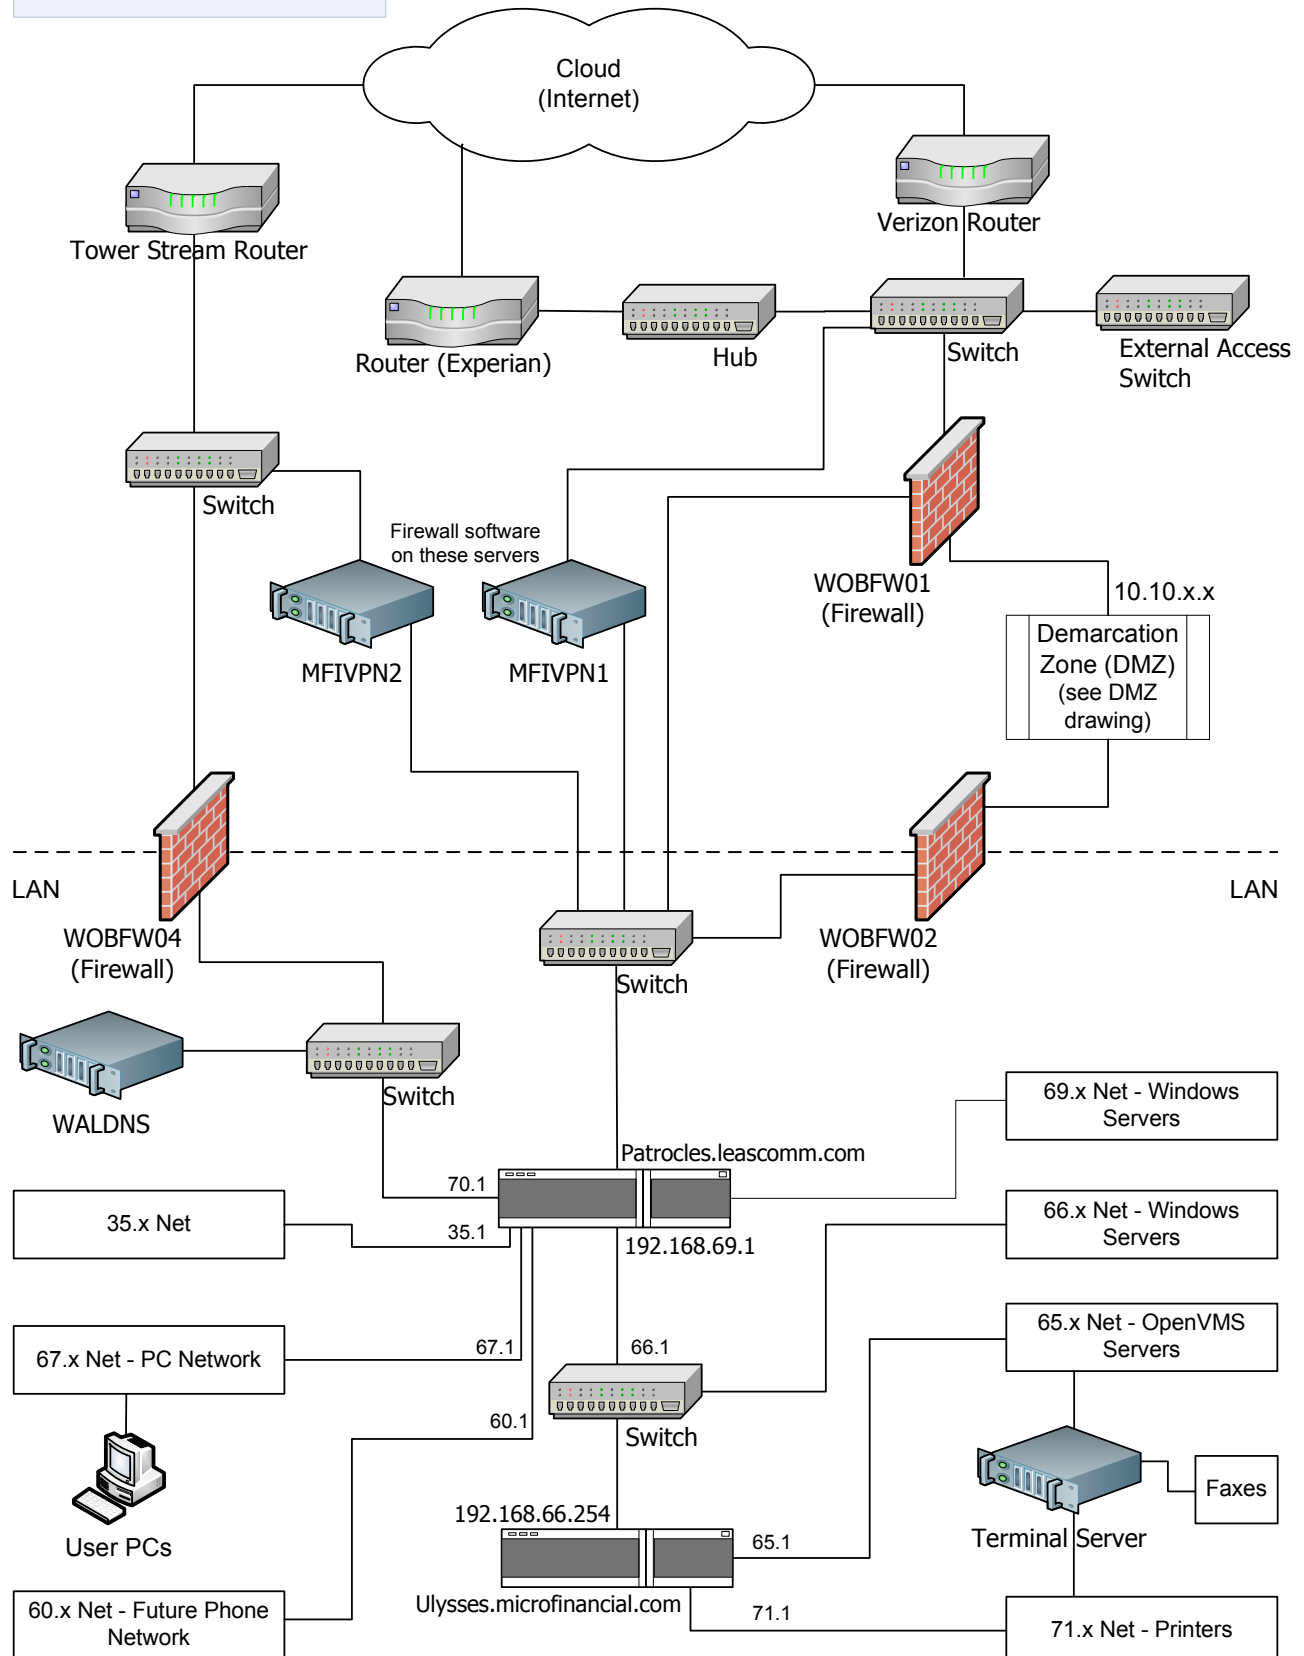 Cloud
(Internet)
Tower Stream Router
Verizon Router
Router (Experian)
Hub
Switch
External Access
Switch
Switch
Firewall software
on these servers
MFIVPN2
MFIVPN1
WOBFW01
(Firewall)
10.10.x.x
Demarcation
Zone (DMZ)
(see DMZ
drawing)
LAN
LAN
WOBFW04
(Firewall)
WOBFW02
(Firewall)
Switch
WALDNS
Switch
69.x Net - Windows
Servers
Patrocles.leascomm.com
70.1
35.x Net
35.1
192.168.69.1
66.x Net - Windows
Servers
67.x Net - PC Network
67.1
66.1
65.x Net - OpenVMS
Servers
60.1
Switch
User PCs
192.168.66.254
Terminal Server
Faxes
65.1
Ulysses.microfinancial.com
60.x Net - Future Phone
Network
71.1
71.x Net - Printers